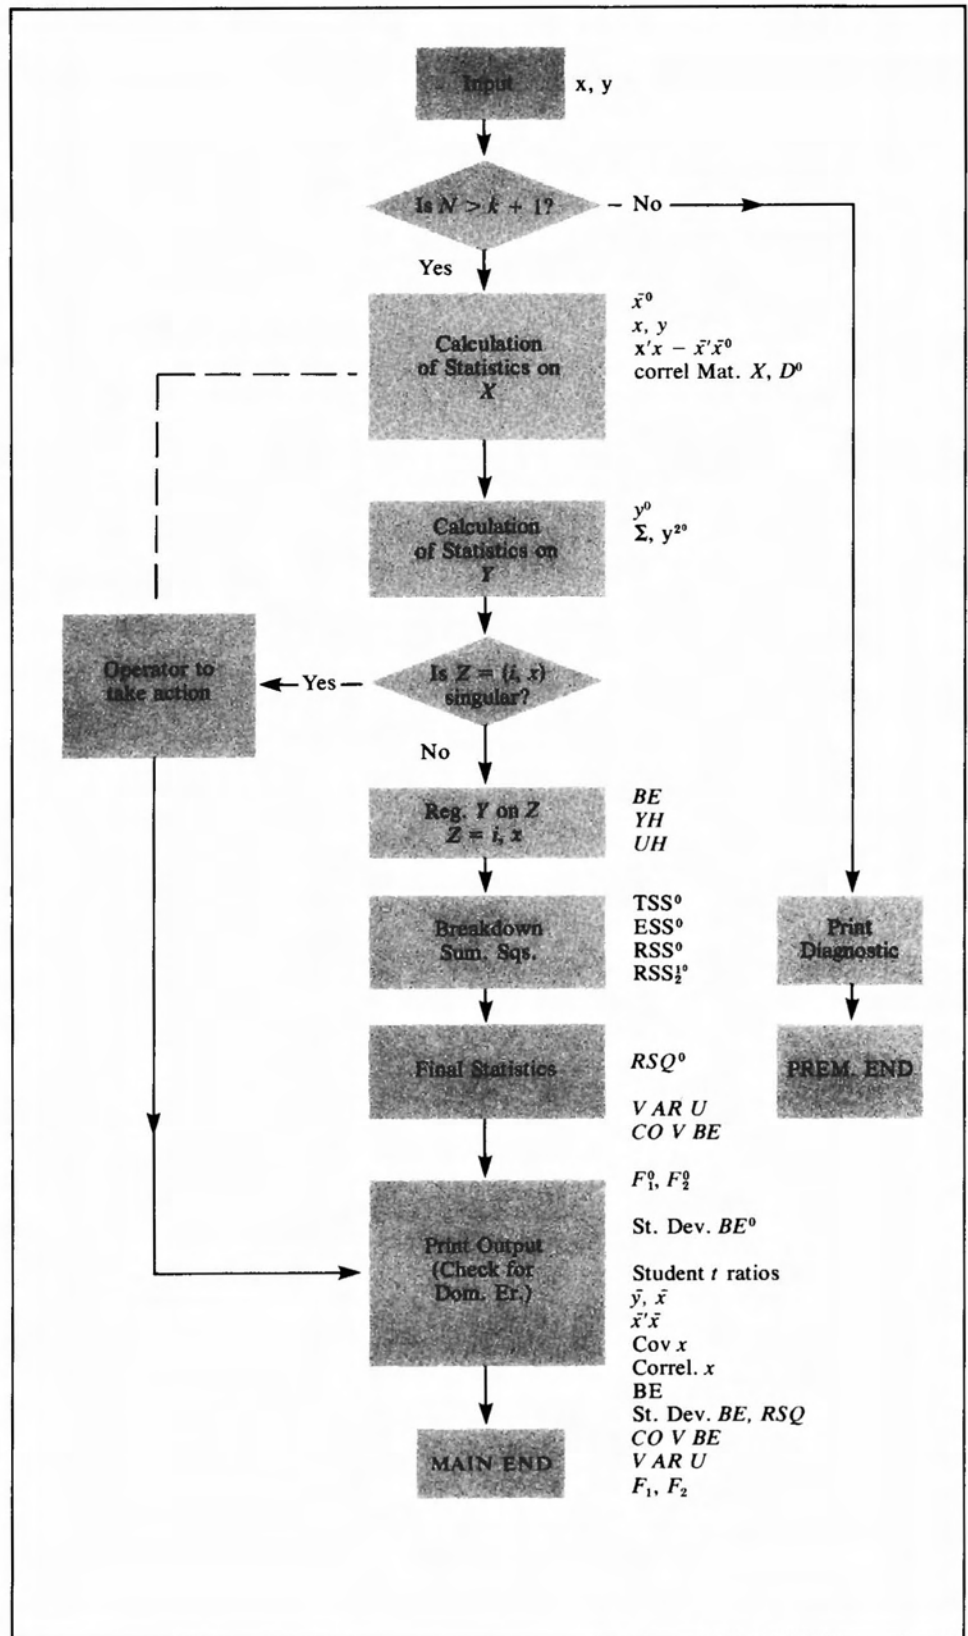 Input
x, y
Is N > k + 1?
No
Yes
Calculation
of Statistics on
X
x̄⁰
x, y
x′x − x̄′x̄⁰
correl Mat. X, D⁰
Calculation
of Statistics on
Y
y⁰
Σ, y²⁰
Operator to
take action
Yes
Is Z = (i, x)
singular?
No
Reg. Y on Z
Z = i, x
BE
YH
UH
Breakdown
Sum. Sqs.
TSS⁰
ESS⁰
RSS⁰
RSS₂¹⁰
Print
Diagnostic
Final Statistics
RSQ⁰
V AR U
CO V BE
PREM. END
Print Output
(Check for
Dom. Er.)
F₁⁰, F₂⁰
St. Dev. BE⁰
Student t ratios
ȳ, x̄
x̄′x̄
Cov x
Correl. x
BE
St. Dev. BE, RSQ
CO V BE
V AR U
F₁, F₂
MAIN END